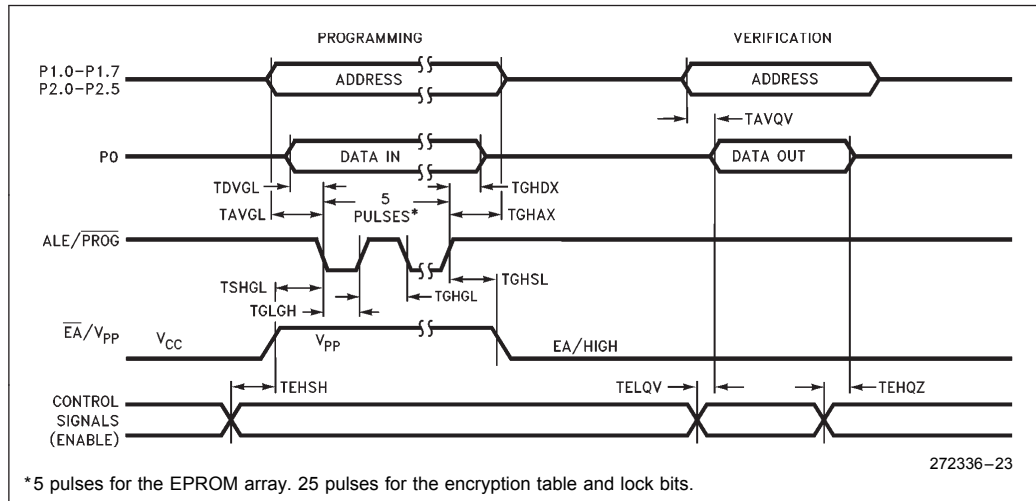 PROGRAMMING
VERIFICATION
P1.0–P1.7
P2.0–P2.5
ADDRESS
ADDRESS
TAVQV
P0
DATA IN
DATA OUT
TDVGL
TGHDX
5
PULSES*
TAVGL
TGHAX
ALE/PROG
TSHGL
TGHSL
TGHGL
TGLGH
EA/VPP
VCC
VPP
EA/HIGH
TEHSH
TELQV
TEHQZ
CONTROL
SIGNALS
(ENABLE)
272336–23
*5 pulses for the EPROM array. 25 pulses for the encryption table and lock bits.